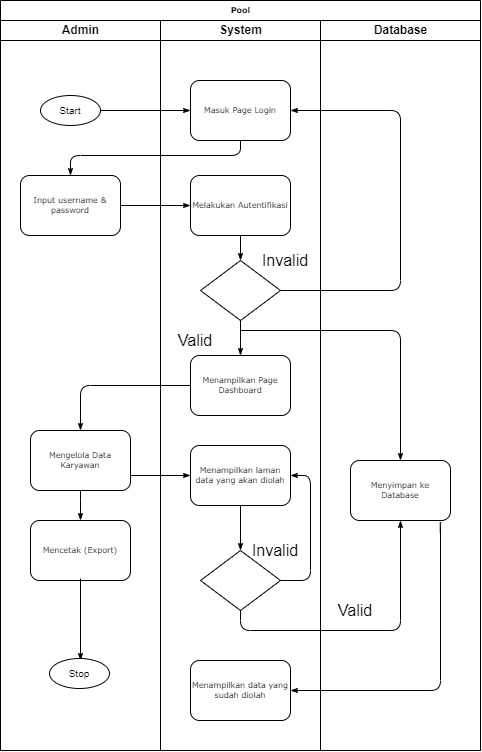 Pool
Admin
System
Database
Start
Masuk Page Login
Input username &
password
Melakukan Autentifikasi
Invalid
Valid
Menampilkan Page
Dashboard
Mengelola Data
Karyawan
Menampilkan laman
data yang akan diolah
Menyimpan ke
Database
Mencetak (Export)
Invalid
Valid
Stop
Menampilkan data yang
sudah diolah